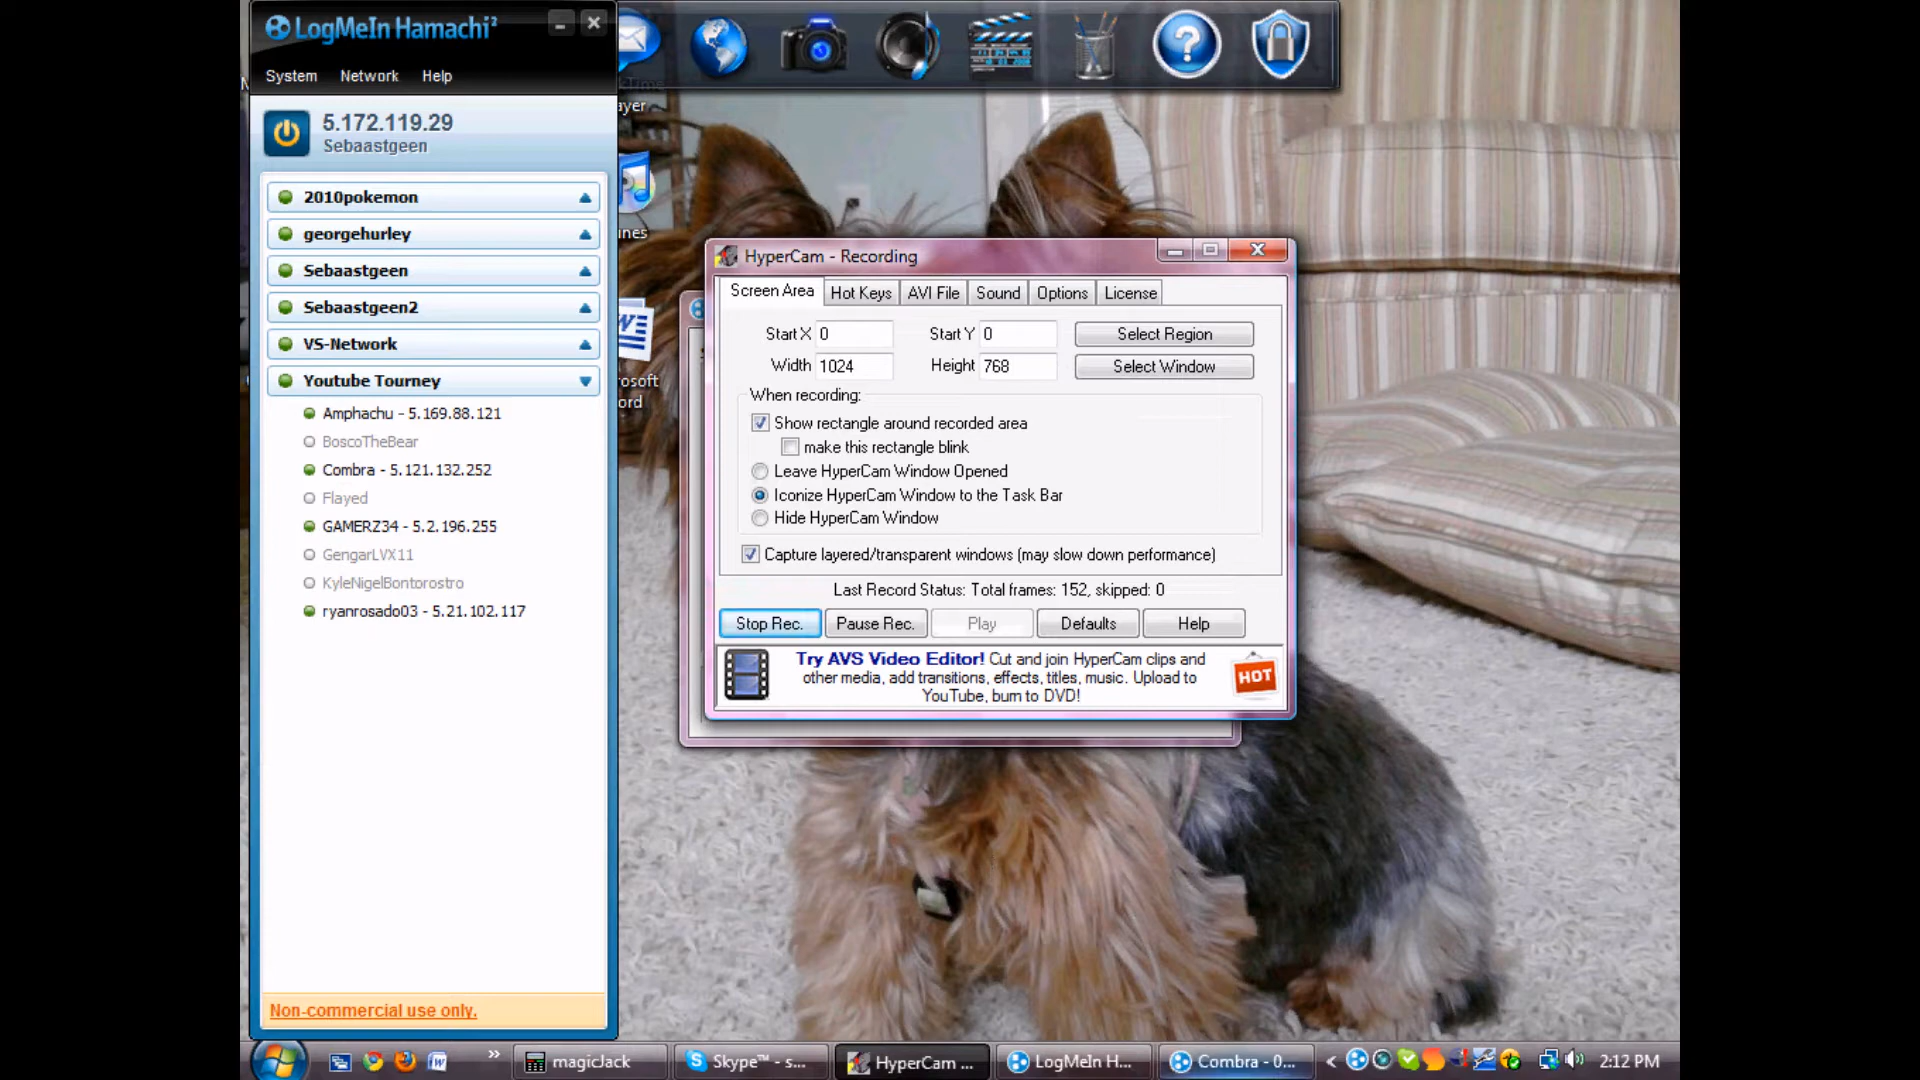 LogMeIn Hamachi²
System Network Help
5.172.119.29
Sebaastgeen
2010pokemon
georgehurley
Sebaastgeen
Sebaastgeen2
VS-Network
Youtube Tourney
Amphachu - 5.169.88.121
BoscoTheBear
Combra - 5.121.132.252
Flayed
GAMERZ34 - 5.2.196.255
GengarLVX11
KyleNigelBontorostro
ryanrosado03 - 5.21.102.117
Non-commercial use only.
ayer
unes
rosoft
ord
HyperCam - Recording
Screen Area Hot Keys AVI File Sound Options License
Start X 0 Start Y 0 Select Region
Width 1024 Height 768 Select Window
When recording:
Show rectangle around recorded area
make this rectangle blink
Leave HyperCam Window Opened
Iconize HyperCam Window to the Task Bar
Hide HyperCam Window
Capture layered/transparent windows (may slow down performance)
Last Record Status: Total frames: 152, skipped: 0
Stop Rec. Pause Rec. Play Defaults Help
Try AVS Video Editor! Cut and join HyperCam clips and
other media, add transitions, effects, titles, music. Upload to
YouTube, burn to DVD!
HOT
magicJack Skype™ - s... HyperCam ... LogMeIn H... Combra - 0... 2:12 PM